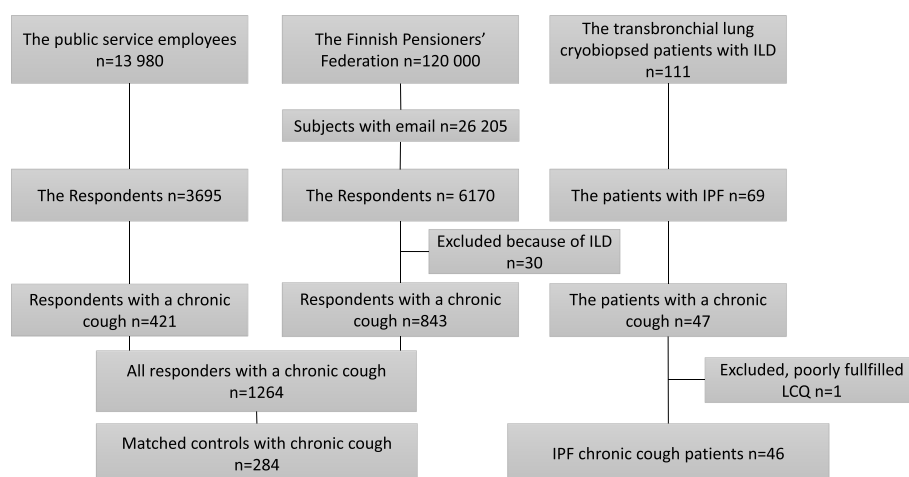 The public service employees
n=13 980
The Finnish Pensioners’
Federation n=120 000
The transbronchial lung
cryobiopsed patients with ILD
n=111
Subjects with email n=26 205
The Respondents n=3695
The Respondents n= 6170
The patients with IPF n=69
Excluded because of ILD
n=30
Respondents with a chronic
cough n=421
Respondents with a chronic
cough n=843
The patients with a chronic
cough n=47
All responders with a chronic cough
n=1264
Excluded, poorly fullfilled
LCQ n=1
Matched controls with chronic cough
n=284
IPF chronic cough patients n=46